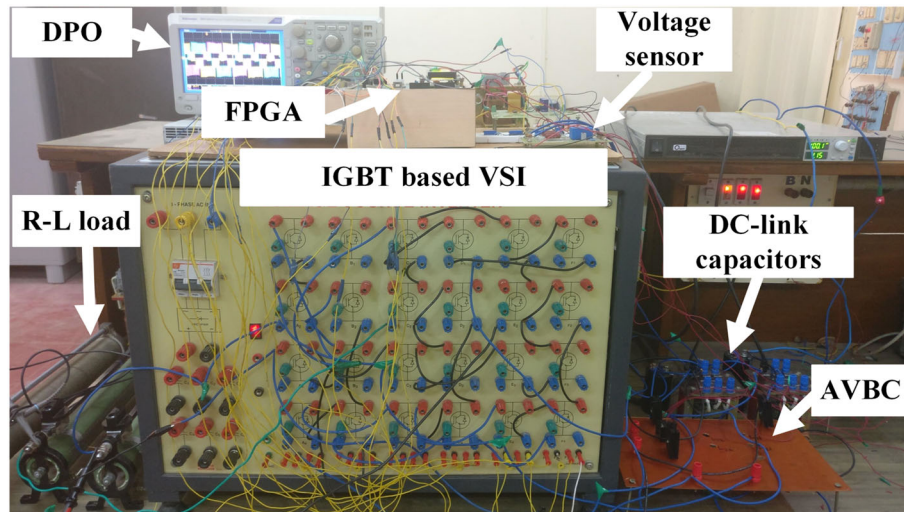 DPO
Voltage
sensor
FPGA
IGBT based VSI
R-L load
DC-link
capacitors
AVBC
B N